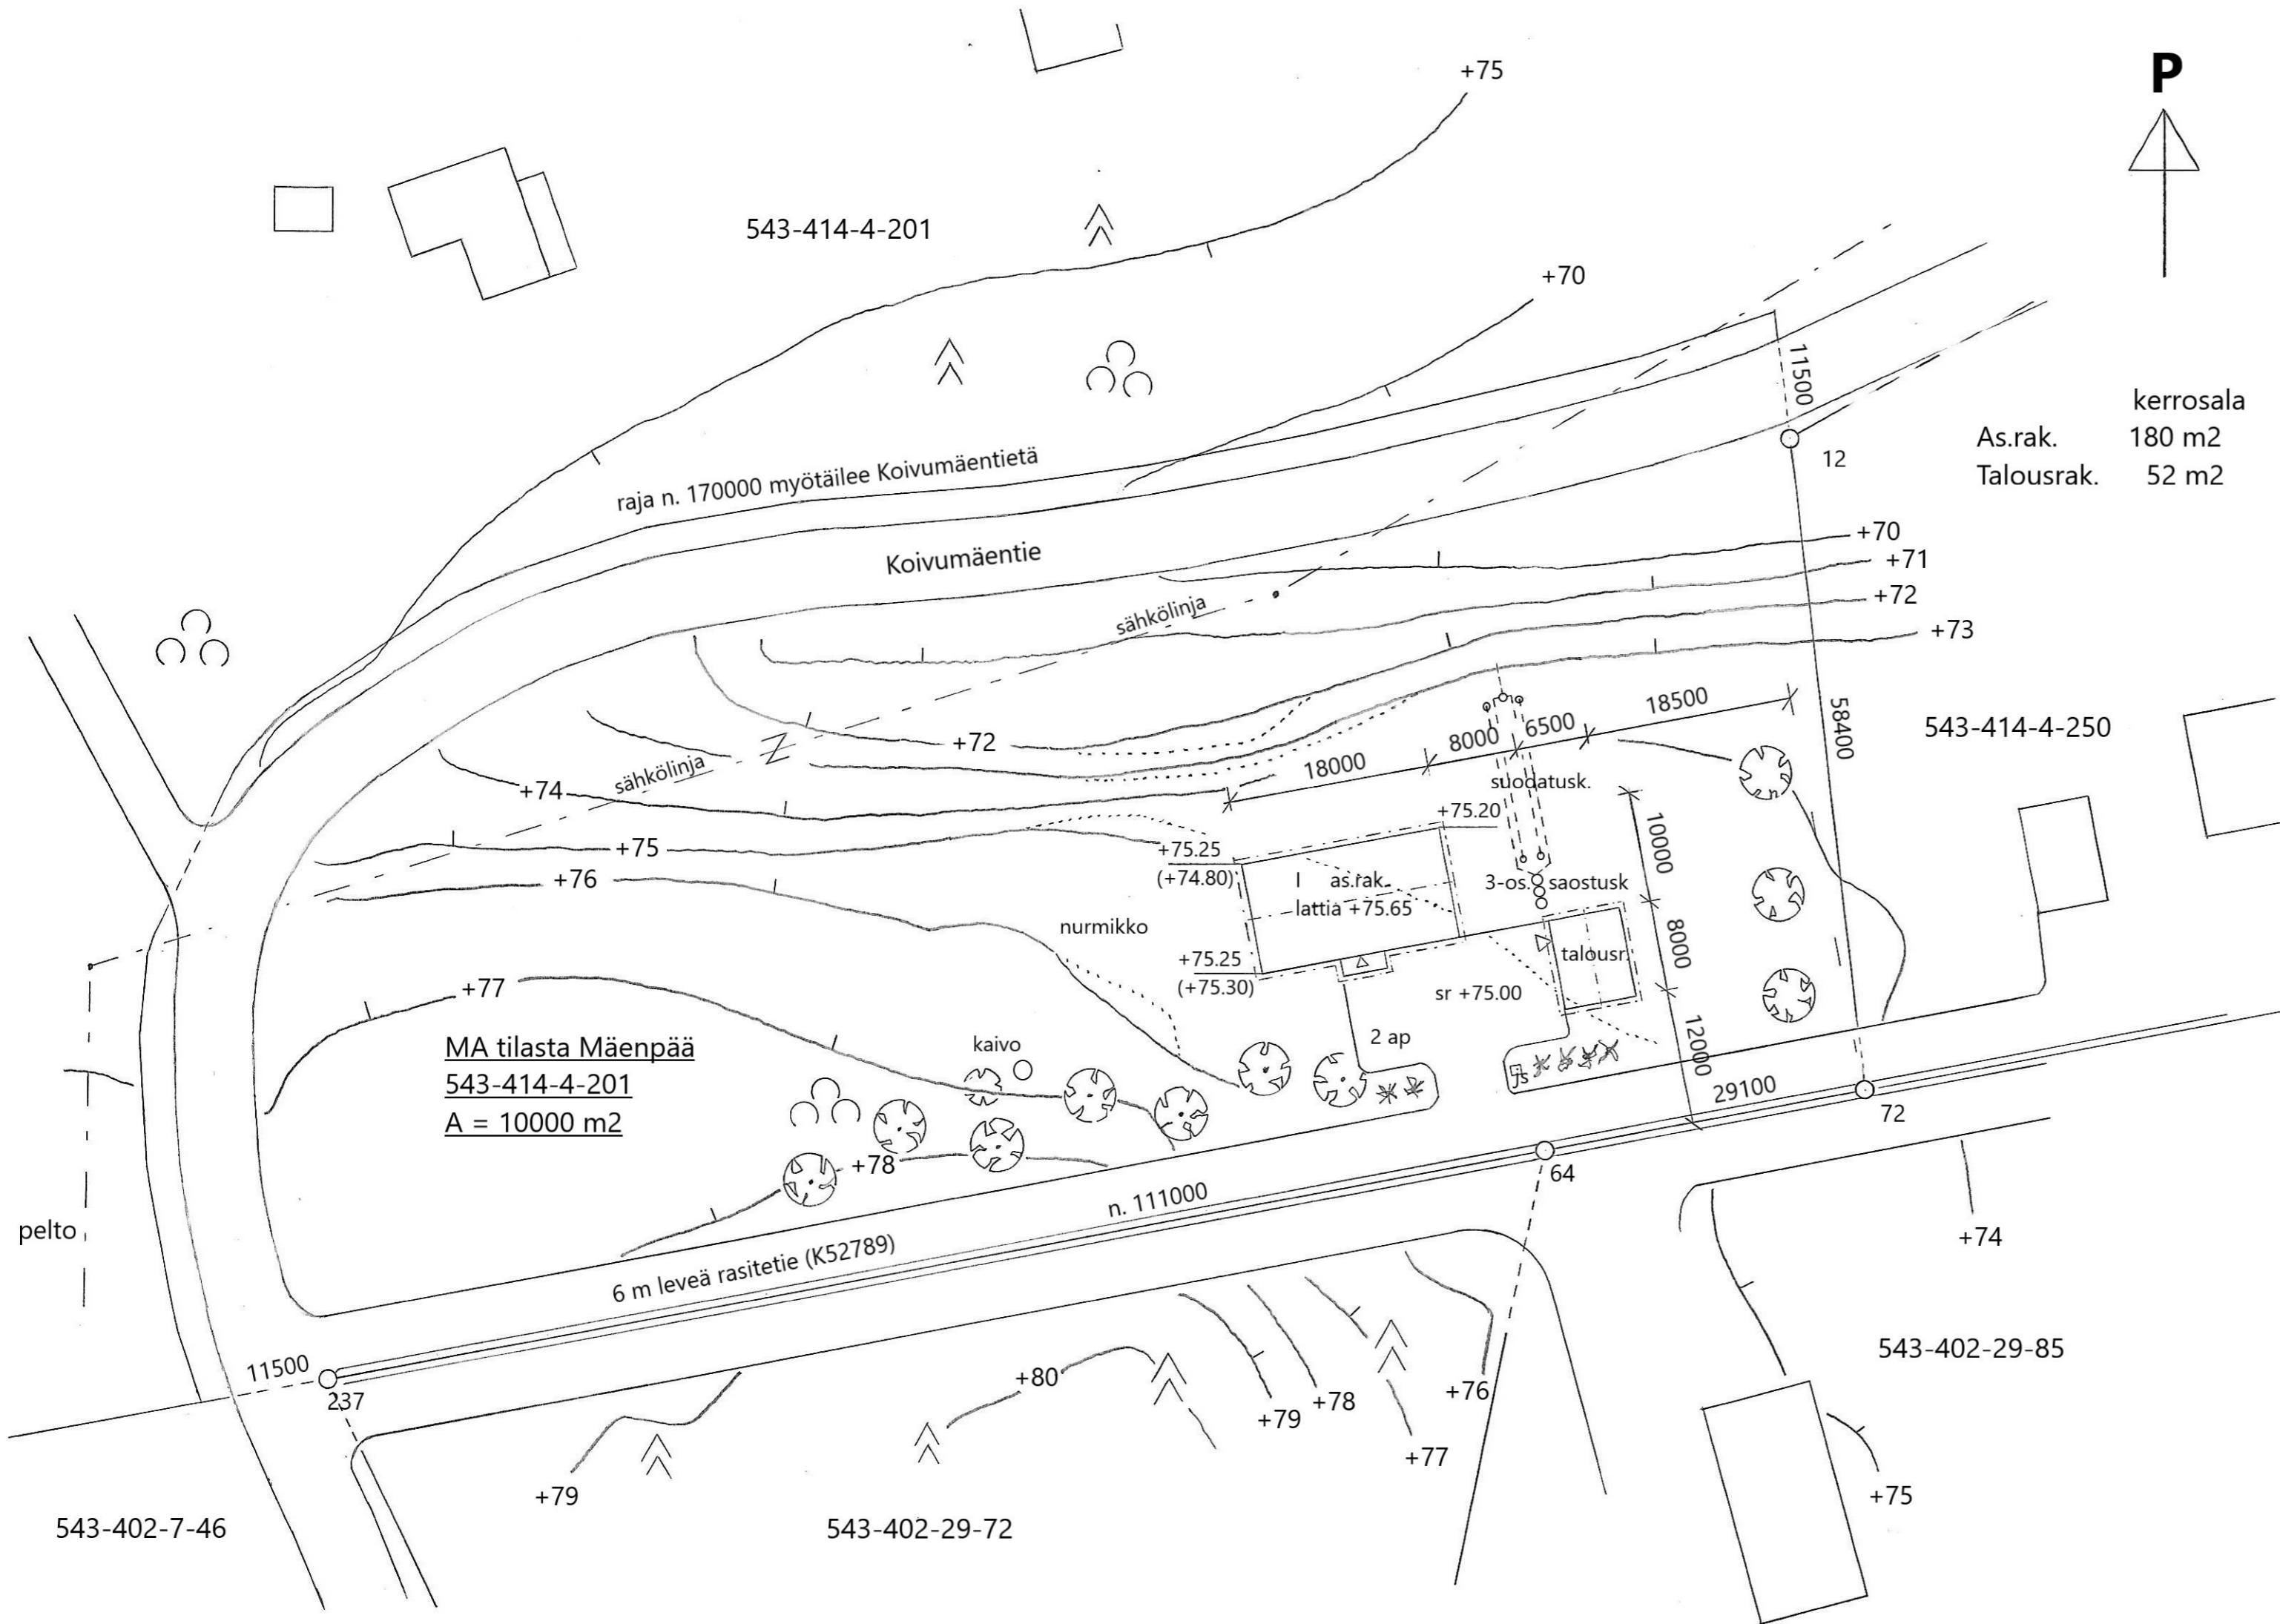 P
+75
543-414-4-201
+70
11500
kerrosala
As.rak. 180 m2
Talousrak. 52 m2
12
raja n. 170000 myötäilee Koivumäentietä
Koivumäentie
+70
+71
+72
+73
sähkölinja
18500
58400
543-414-4-250
6500
8000
18000
+72
sähkölinja
+74
suodatusk.
+75.20
10000
+75
+75.25
(+74.80)
+76
I as.rak.
lattia +75.65
3-os. saostusk
nurmikko
8000
talousr.
+75.25
(+75.30)
sr +75.00
+77
MA tilasta Mäenpää
543-414-4-201
A = 10000 m2
kaivo
2 ap
js
12000
29100
72
+78
64
n. 111000
6 m leveä rasitetie (K52789)
pelto
+74
11500
237
+80
+79
+78
+76
+77
543-402-29-85
+79
+75
543-402-7-46
543-402-29-72